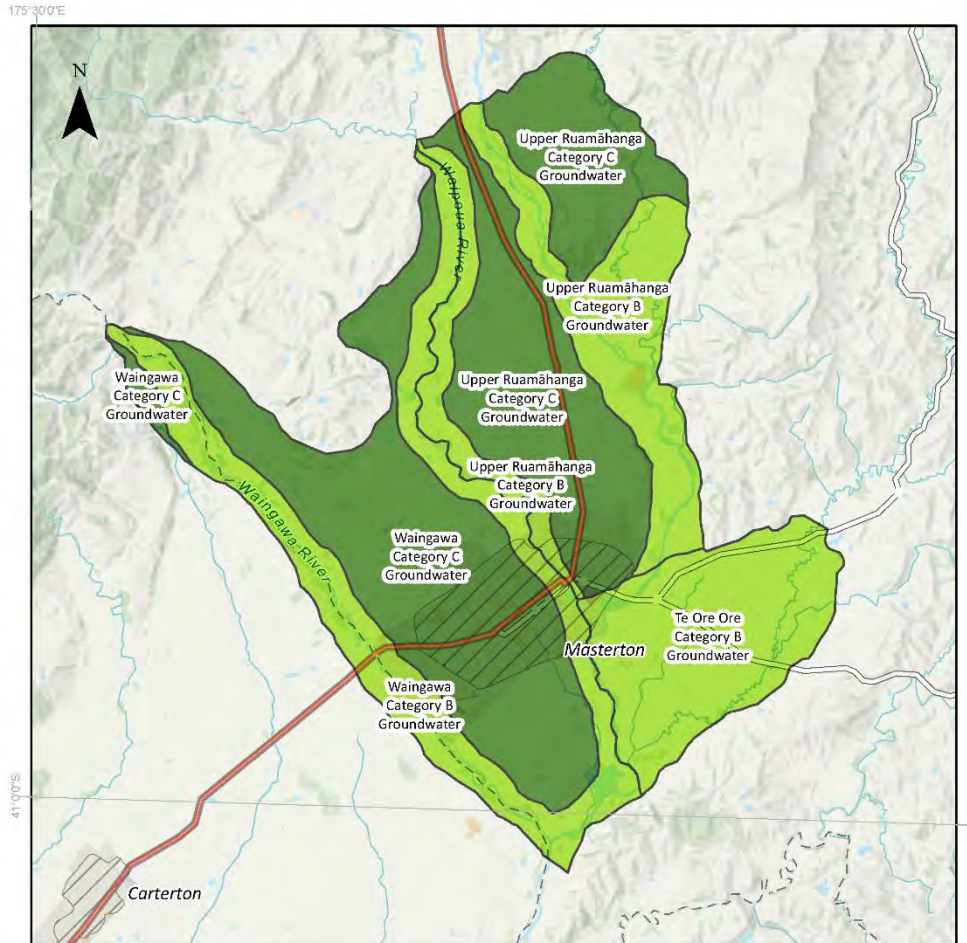 175°30'0"E
N
Upper Ruamāhanga
Category C
Groundwater
Waipoua River
Upper Ruamāhanga
Category B
Groundwater
Waingawa
Category C
Groundwater
Upper Ruamāhanga
Category C
Groundwater
Upper Ruamāhanga
Category B
Groundwater
Waingawa River
Waingawa
Category C
Groundwater
Te Ore Ore
Category B
Groundwater
Masterton
Waingawa
Category B
Groundwater
41°0'0"S
Carterton